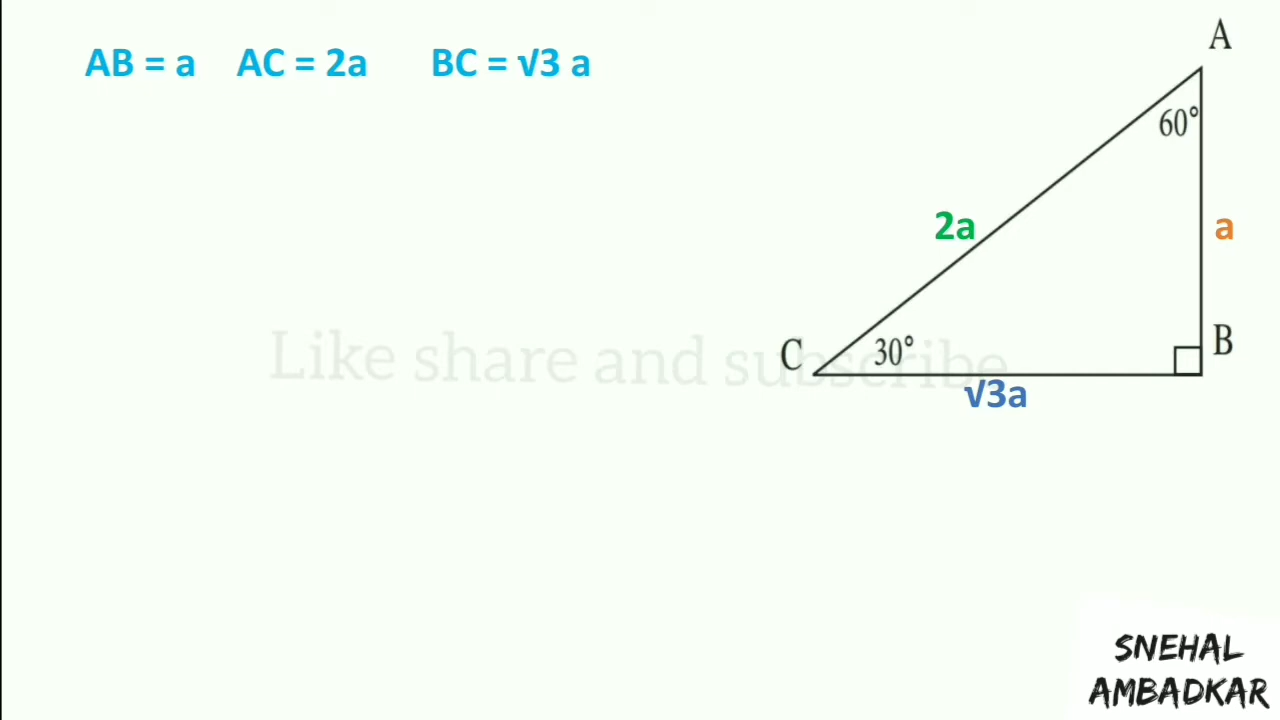 AB = a AC = 2a BC = √3 a
A
60°
2a
a
C
30°
B
√3a
Like share and subscribe
SNEHAL
AMBADKAR